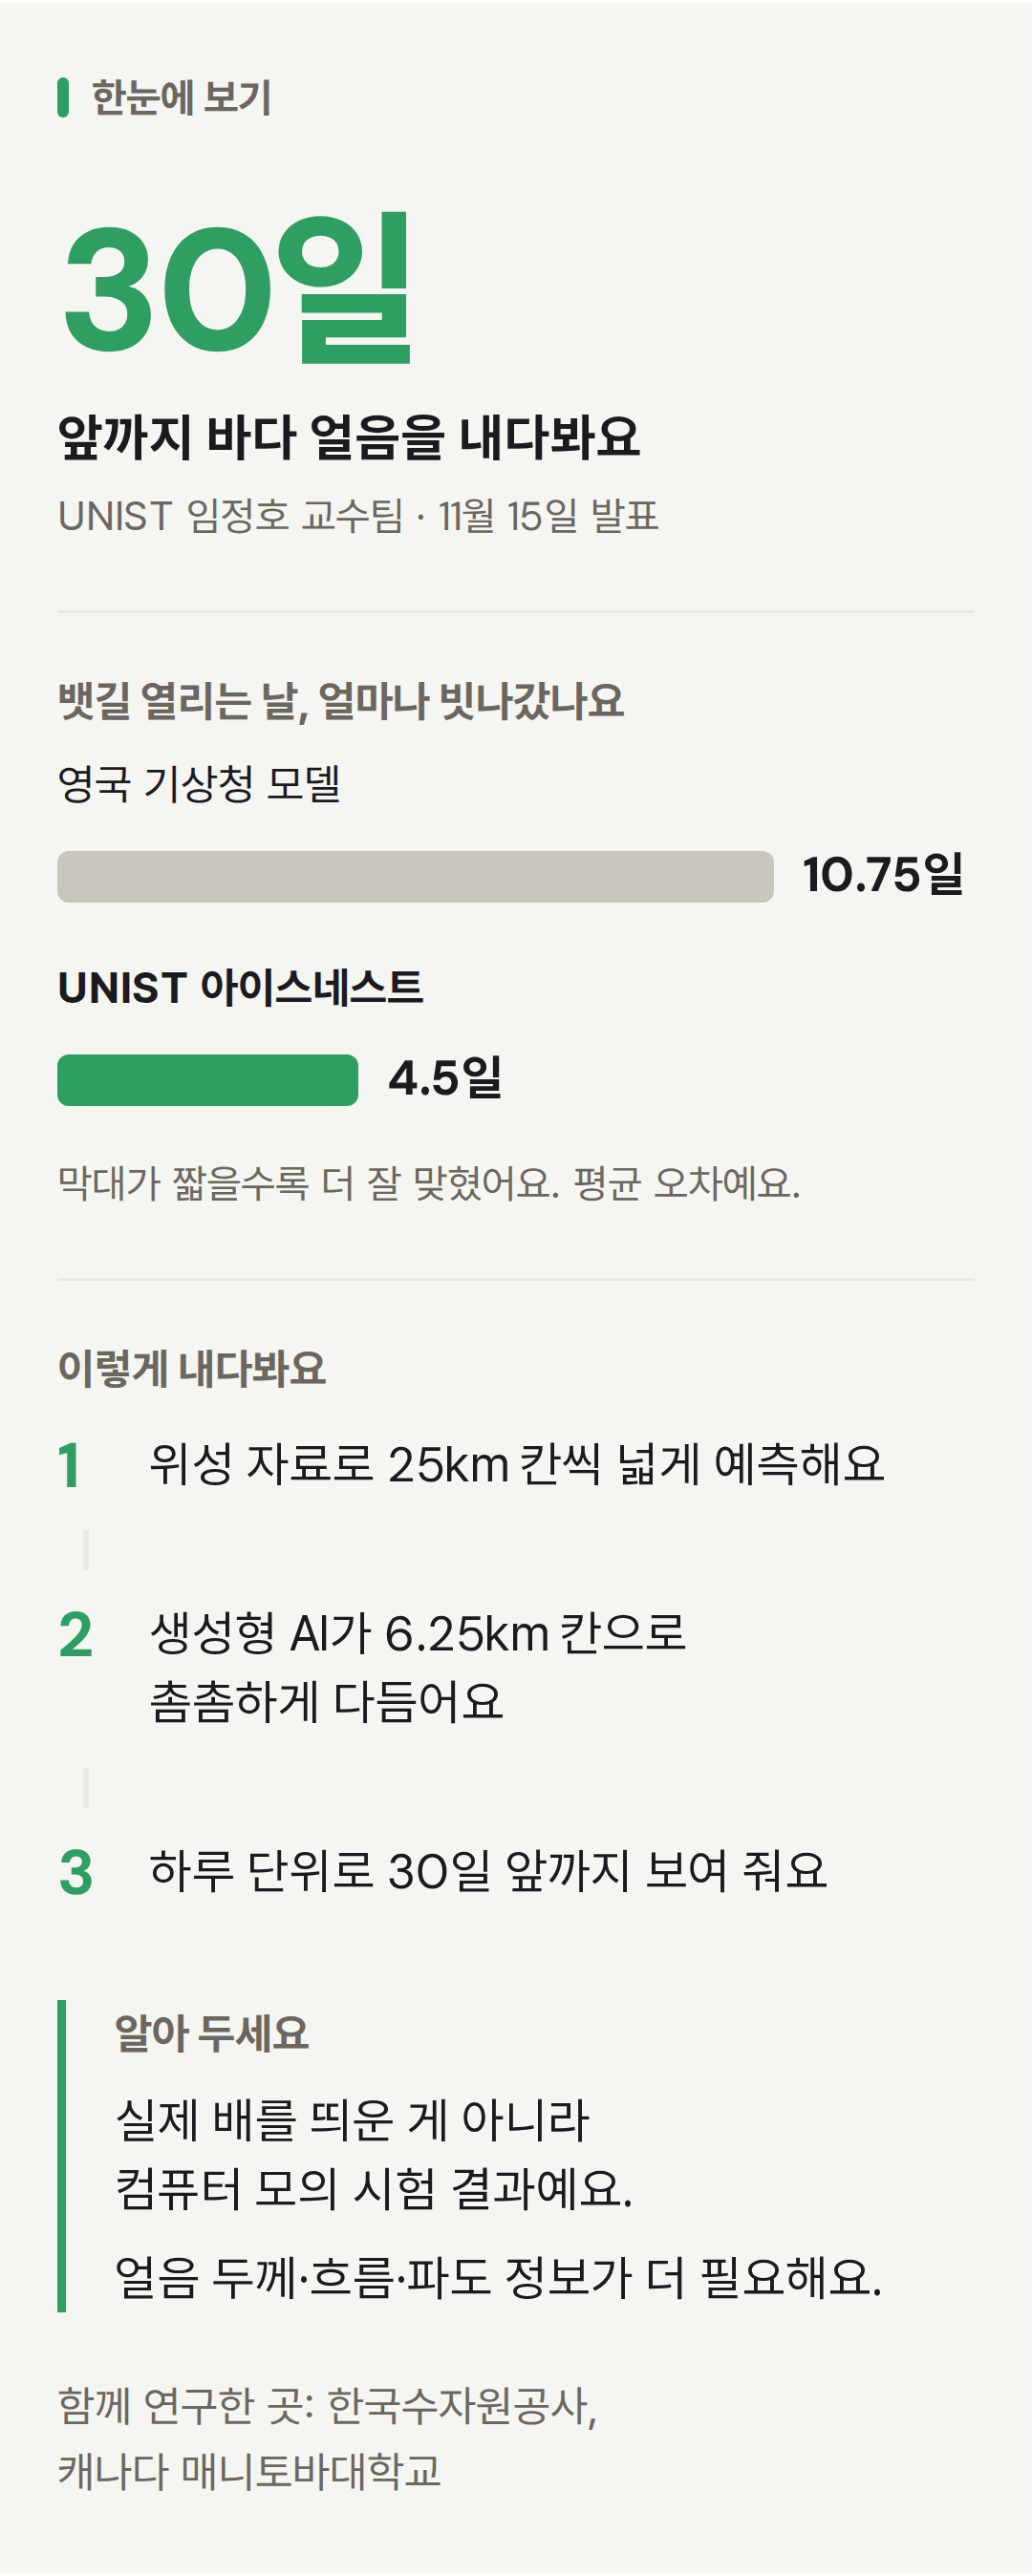 한눈에 보기
30일
앞까지 바다 얼음을 내다봐요
UNIST 임정호 교수팀 · 11월 15일 발표
뱃길 열리는 날, 얼마나 빗나갔나요
영국 기상청 모델
10.75일
UNIST 아이스네스트
4.5일
막대가 짧을수록 더 잘 맞혔어요. 평균 오차예요.
이렇게 내다봐요
1 위성 자료로 25km 칸씩 넓게 예측해요
2 생성형 AI가 6.25km 칸으로
촘촘하게 다듬어요
3 하루 단위로 30일 앞까지 보여 줘요
알아 두세요
실제 배를 띄운 게 아니라
컴퓨터 모의 시험 결과예요.
얼음 두께·흐름·파도 정보가 더 필요해요.
함께 연구한 곳: 한국수자원공사,
캐나다 매니토바대학교